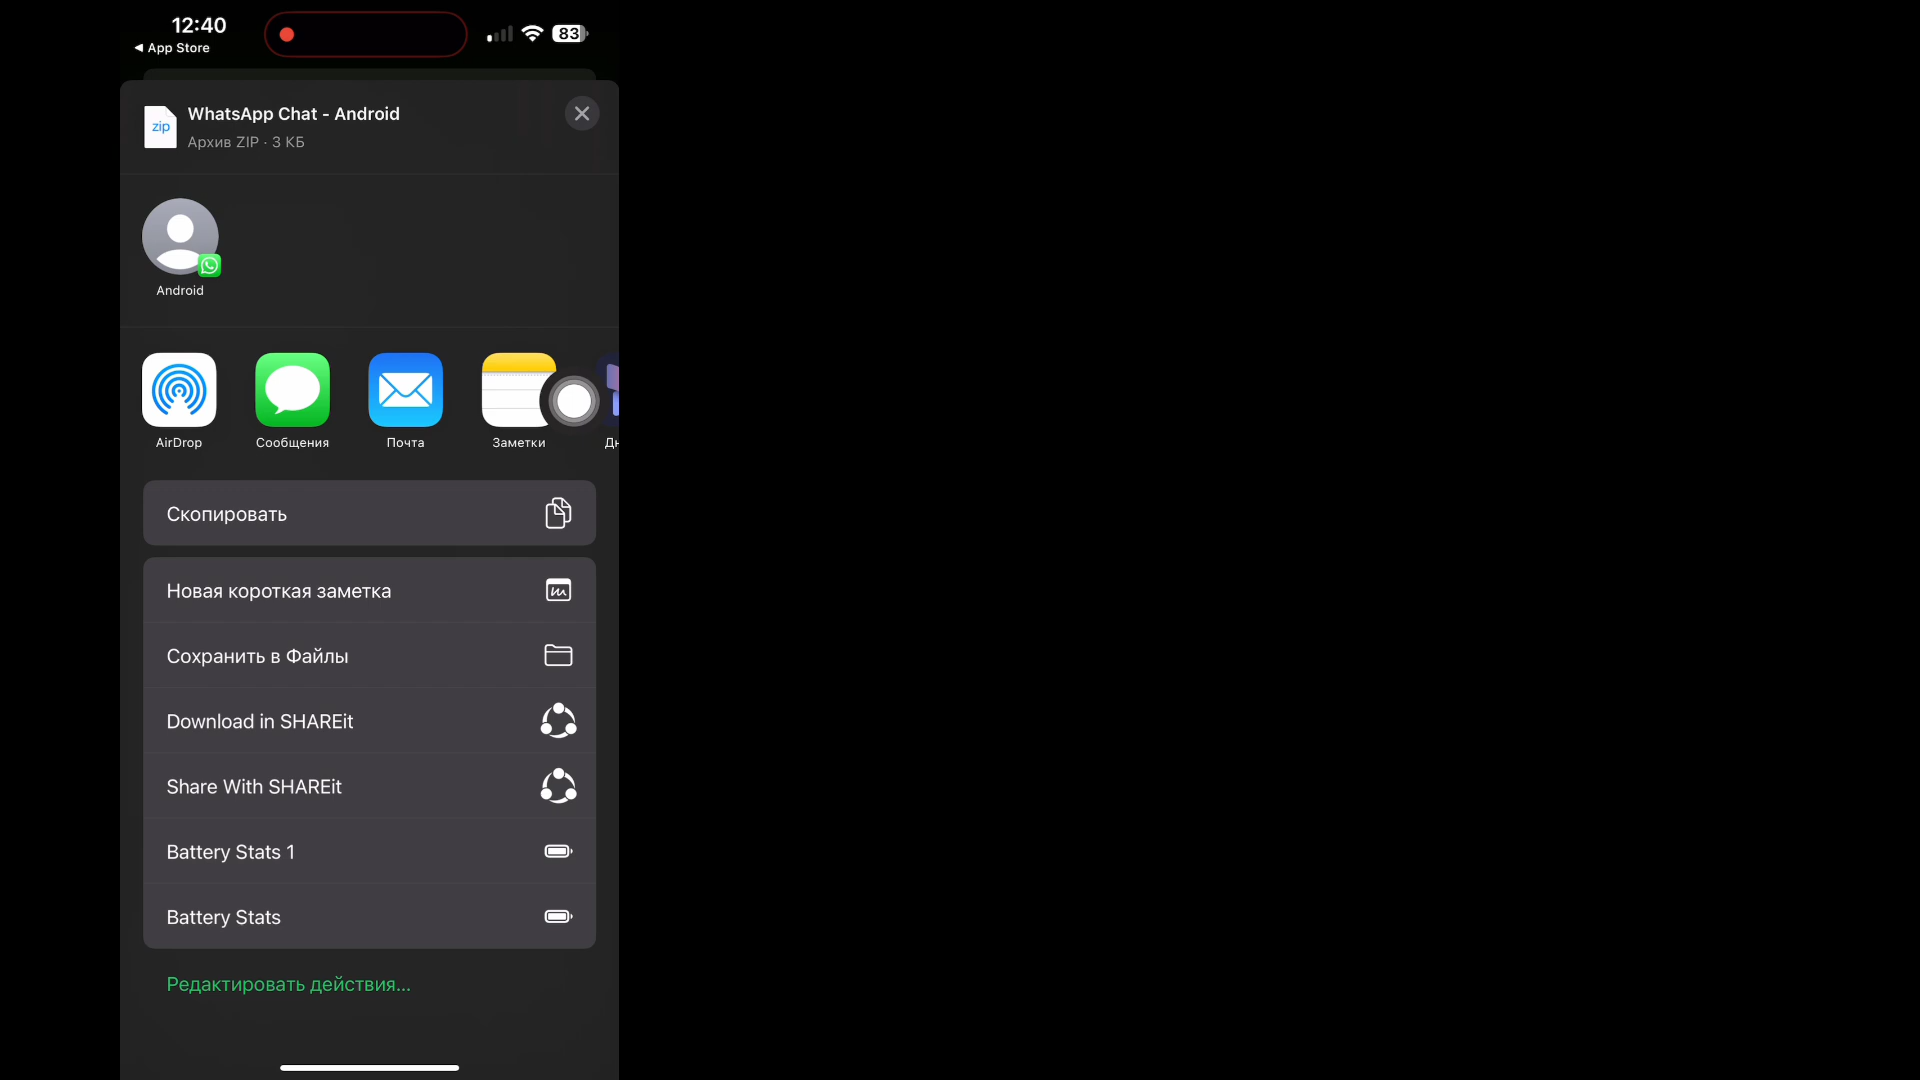 12:40
◀ App Store
83
WhatsApp Chat - Android
zip
Архив ZIP · 3 КБ
Android
AirDrop
Сообщения
Почта
Заметки
Скопировать
Новая короткая заметка
Сохранить в Файлы
Download in SHAREit
Share With SHAREit
Battery Stats 1
Battery Stats
Редактировать действия...